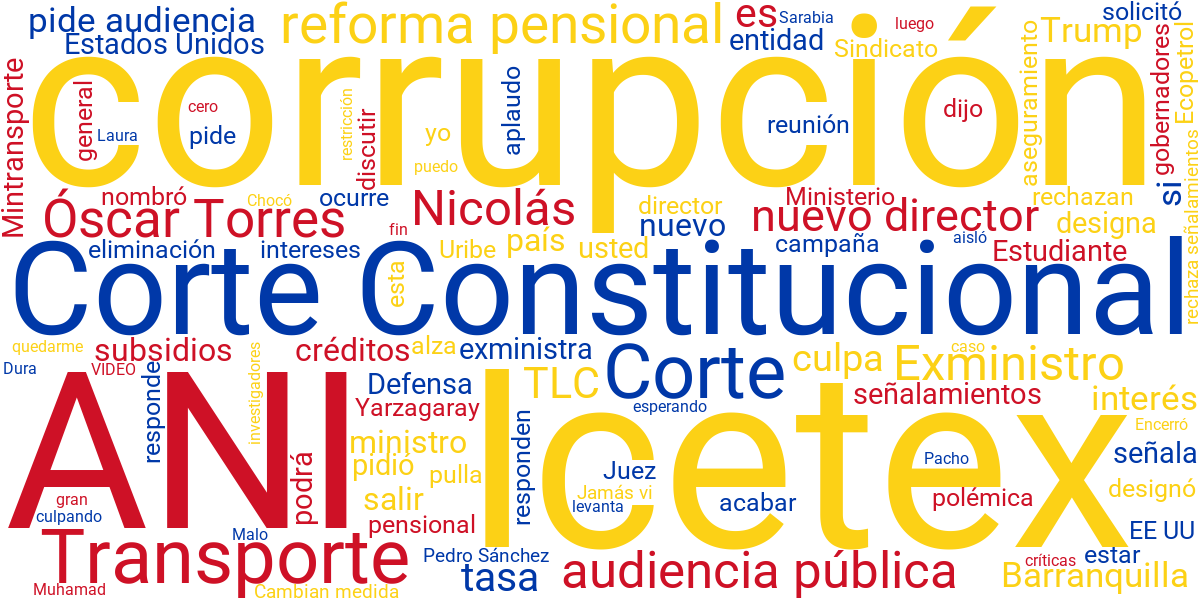 pide audiencia
reforma pensional
es
Sarabia
luego
solicitó
Estados Unidos
entidad
Sindicato
Trump
corrupción
Mintransporte
general
Laura
cero
pide
restricción
discutir
yo
puedo
aplaudo
reunión
dijo
aseguramiento
gobernadores
Ecopetrol
nombró
Chocó
ocurre
Nicolás
director
Ministerio
rechazan
si
Óscar Torres
fin
nuevo
nuevo director
designa
eliminación
intereses
Uribe
país
usted
campaña
aisló
Estudiante
rechaza señalamientos
Corte Constitucional
esta
quedarme
subsidios
investigadores
créditos
alza
exministra
Corte
culpa
caso
Exministro
Dura
VIDEO
responde
Defensa
TLC
señalamientos
interés
ANI
Yarzagaray
esperando
Icetex
Encerró
ministro
responden
señala
pidió
pulla
Juez
Pacho
podrá
salir
Jamás vi
designó
gran
levanta
acabar
polémica
culpando
pensional
EE UU
Malo
Transporte
Pedro Sánchez
críticas
estar
tasa
audiencia pública
Barranquilla
Muhamad
Cambian medida